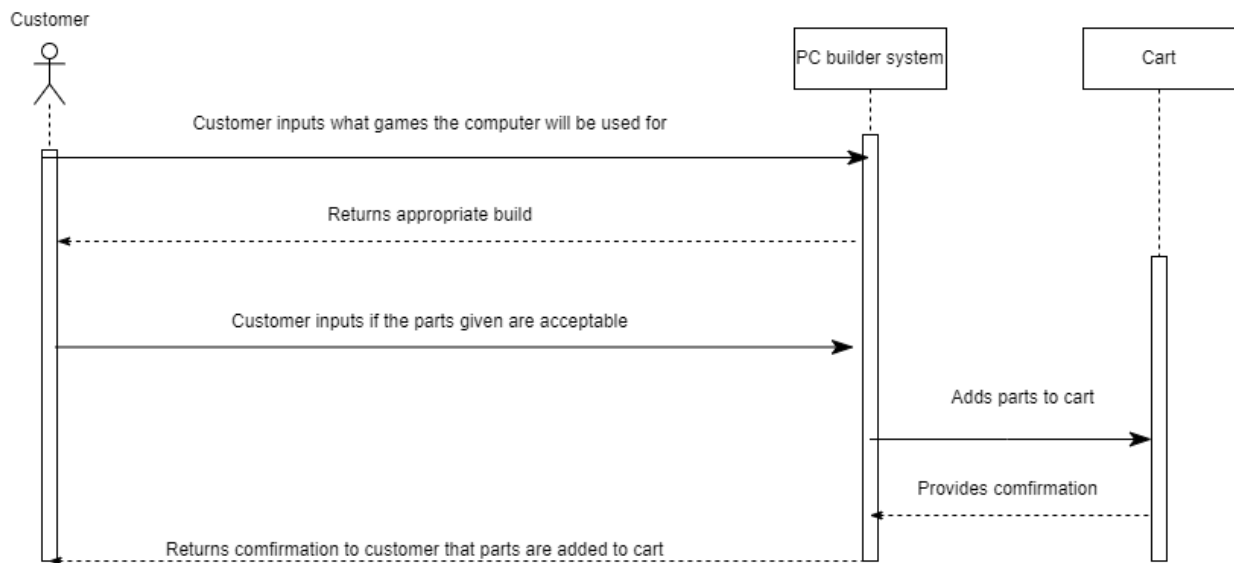 Customer
PC builder system
Cart
Customer inputs what games the computer will be used for
Returns appropriate build
Customer inputs if the parts given are acceptable
Adds parts to cart
Provides comfirmation
Returns comfirmation to customer that parts are added to cart